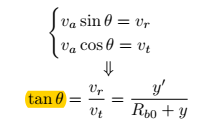 { v_a sin θ = v_r
v_a cos θ = v_t
⇓
tan θ = v_r / v_t = y′ / (R_{b0} + y)